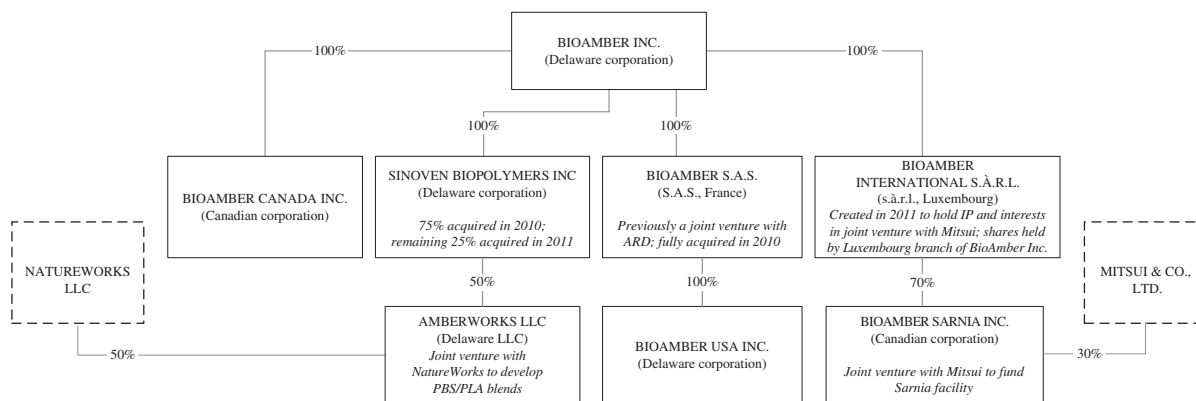 BIOAMBER INC.
(Delaware corporation)
100%
100%
100%
100%
BIOAMBER CANADA INC.
(Canadian corporation)
SINOVEN BIOPOLYMERS INC
(Delaware corporation)
75% acquired in 2010;
remaining 25% acquired in 2011
BIOAMBER S.A.S.
(S.A.S., France)
Previously a joint venture with
ARD; fully acquired in 2010
BIOAMBER
INTERNATIONAL S.À.R.L.
(s.à.r.l., Luxembourg)
Created in 2011 to hold IP and interests
in joint venture with Mitsui; shares held
by Luxembourg branch of BioAmber Inc.
NATUREWORKS
LLC
MITSUI & CO.,
LTD.
50%
100%
70%
AMBERWORKS LLC
(Delaware LLC)
Joint venture with
NatureWorks to develop
PBS/PLA blends
BIOAMBER USA INC.
(Delaware corporation)
BIOAMBER SARNIA INC.
(Canadian corporation)
Joint venture with Mitsui to fund
Sarnia facility
50%
30%